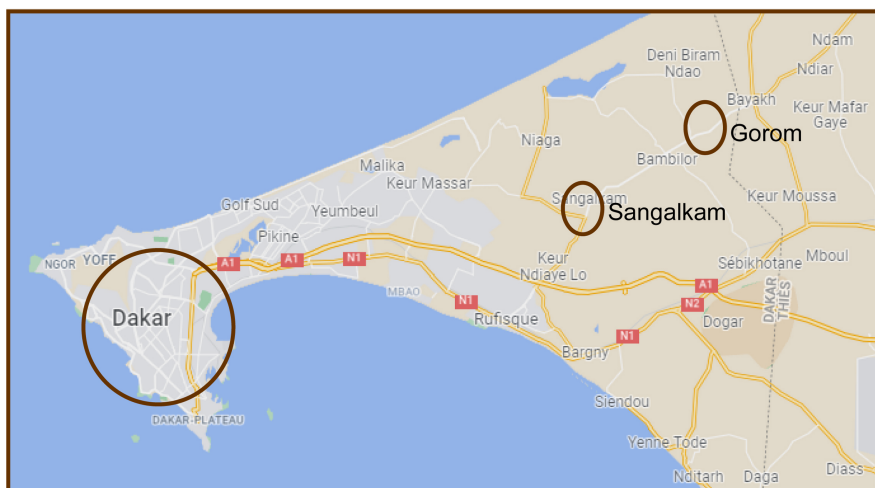 Ndam
Deni Biram
Ndao
Ndiar
Bayakh
Keur Mafar
Gaye
Gorom
Niaga
Bambilor
Malika
Keur Massar
Sangalkam
Sangalkam
Keur Moussa
Golf Sud
Yeumbeul
Pikine
Keur
Ndiaye Lo
Sébikhotane
Mboul
NGOR
YOFF
A1
A1
N1
MBAO
A1
N1
N2
DAKAR
THIÈS
Dakar
Rufisque
Dogar
N1
Bargny
Siendou
DAKAR-PLATEAU
Yenne Tode
Nditarh
Daga
Diass